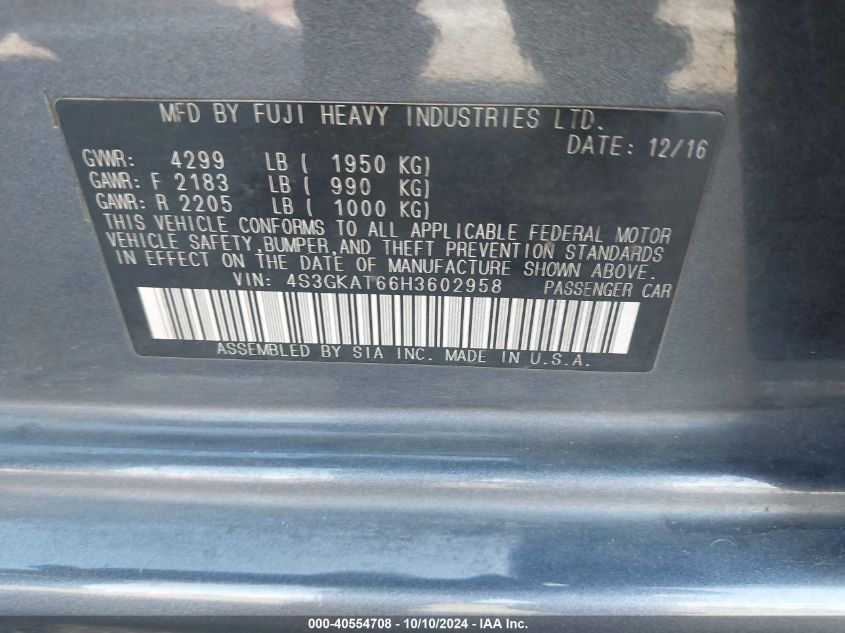 MFD BY FUJI HEAVY INDUSTRIES LTD.
DATE: 12/16
GVWR: 4299 LB ( 1950 KG)
GAWR: F 2183 LB ( 990 KG)
GAWR: R 2205 LB ( 1000 KG)
THIS VEHICLE CONFORMS TO ALL APPLICABLE FEDERAL MOTOR
VEHICLE SAFETY, BUMPER, AND THEFT PREVENTION STANDARDS
IN EFFECT ON THE DATE OF MANUFACTURE SHOWN ABOVE.
VIN: 4S3GKAT66H3602958 PASSENGER CAR
ASSEMBLED BY SIA INC. MADE IN U.S.A.
000-40554708 - 10/10/2024 - IAA Inc.